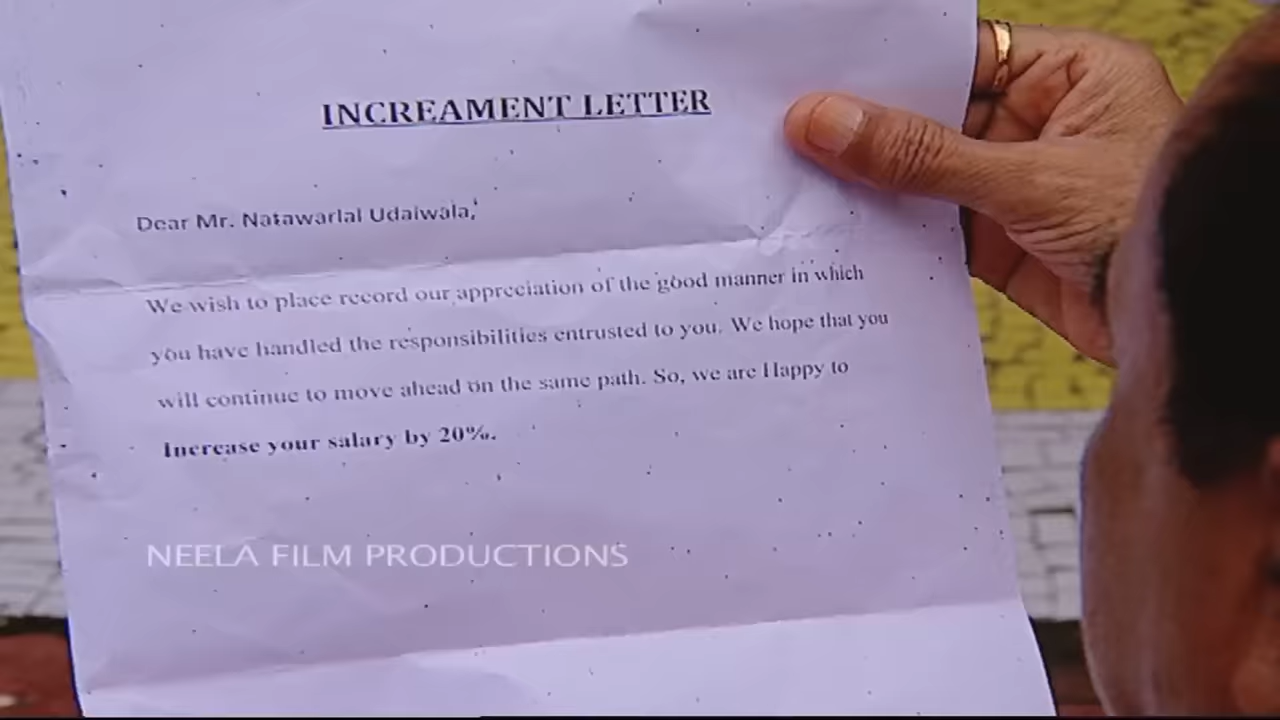 INCREAMENT LETTER
Dear Mr. Natawarlal Udaiwala,
We wish to place record our appreciation of the good manner in which
you have handled the responsibilities entrusted to you. We hope that you
will continue to move ahead on the same path. So, we are Happy to
Increase your salary by 20%.
NEELA FILM PRODUCTIONS